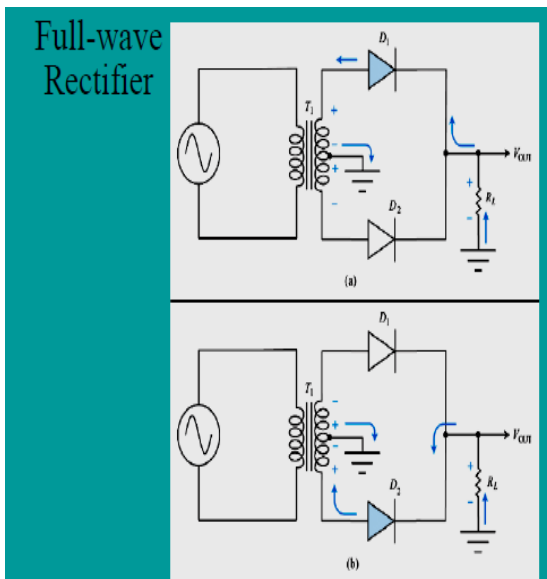 Full-wave
Rectifier
D1
+
T1
-
+
-
D2
VOUT
+
-
RL
(a)
D1
-
T1
+
-
+
D2
VOUT
+
-
RL
(b)